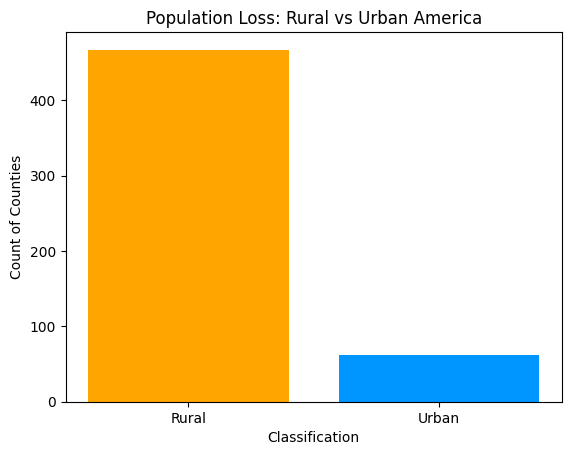 Population Loss: Rural vs Urban America
Count of Counties
400
300
200
100
0
Rural Urban
Classification